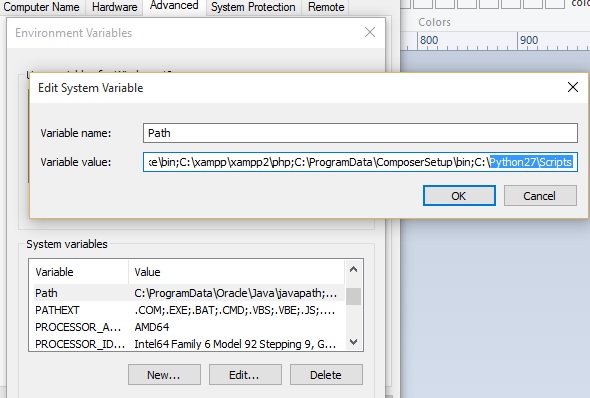 Computer Name Hardware Advanced System Protection Remote
Colors
Environment Variables
800 900
Edit System Variable
Variable name: Path
Variable value: ke\bin;C:\xampp\xampp2\php;C:\ProgramData\ComposerSetup\bin;C:\Python27\Scripts
OK Cancel
System variables
Variable Value
Path C:\ProgramData\Oracle\Java\javapath;...
PATHEXT .COM;.EXE;.BAT;.CMD;.VBS;.VBE;.JS;....
PROCESSOR_A... AMD64
PROCESSOR_ID... Intel64 Family 6 Model 92 Stepping 9, G...
New... Edit... Delete